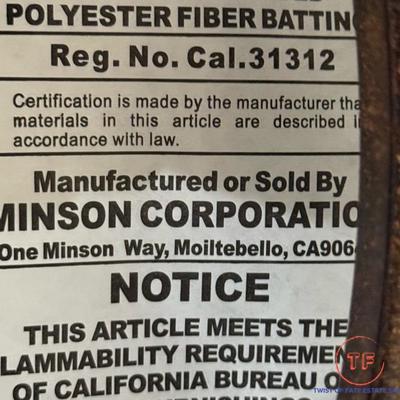 POLYESTER FIBER BATTING
Reg. No. Cal.31312
Certification is made by the manufacturer tha
materials in this article are described i
accordance with law.
Manufactured or Sold By
MINSON CORPORATIO
One Minson Way, Moiltebello, CA906
NOTICE
THIS ARTICLE MEETS THE
LAMMABILITY REQUIREMEN
OF CALIFORNIA BUREAU O
TF